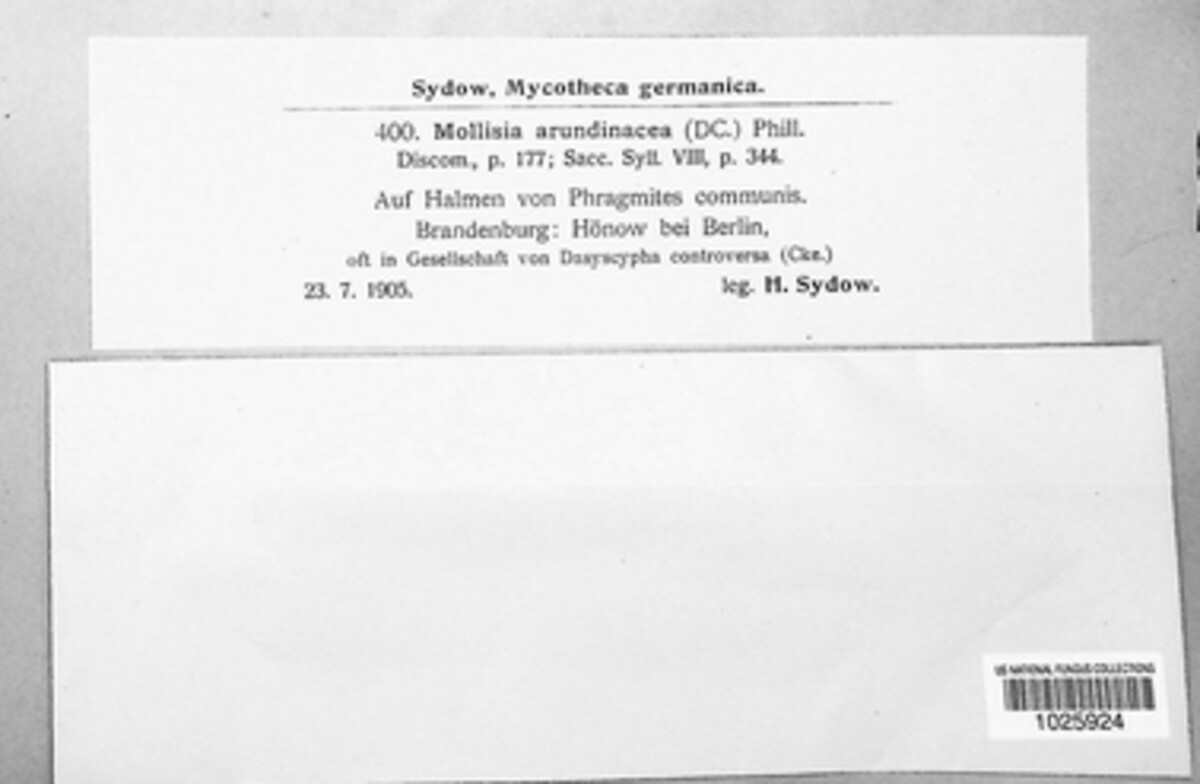 Sydow, Mycotheca germanica.
400. Mollisia arundinacea (DC.) Phill.
Discom., p. 177; Sacc. Syll. VIII, p. 344.
Auf Halmen von Phragmites communis.
Brandenburg: Hönow bei Berlin,
oft in Gesellschaft von Dasyscypha controversa (Cke.)
23. 7. 1905. leg. H. Sydow.
US NATIONAL FUNGUS COLLECTIONS
1025924